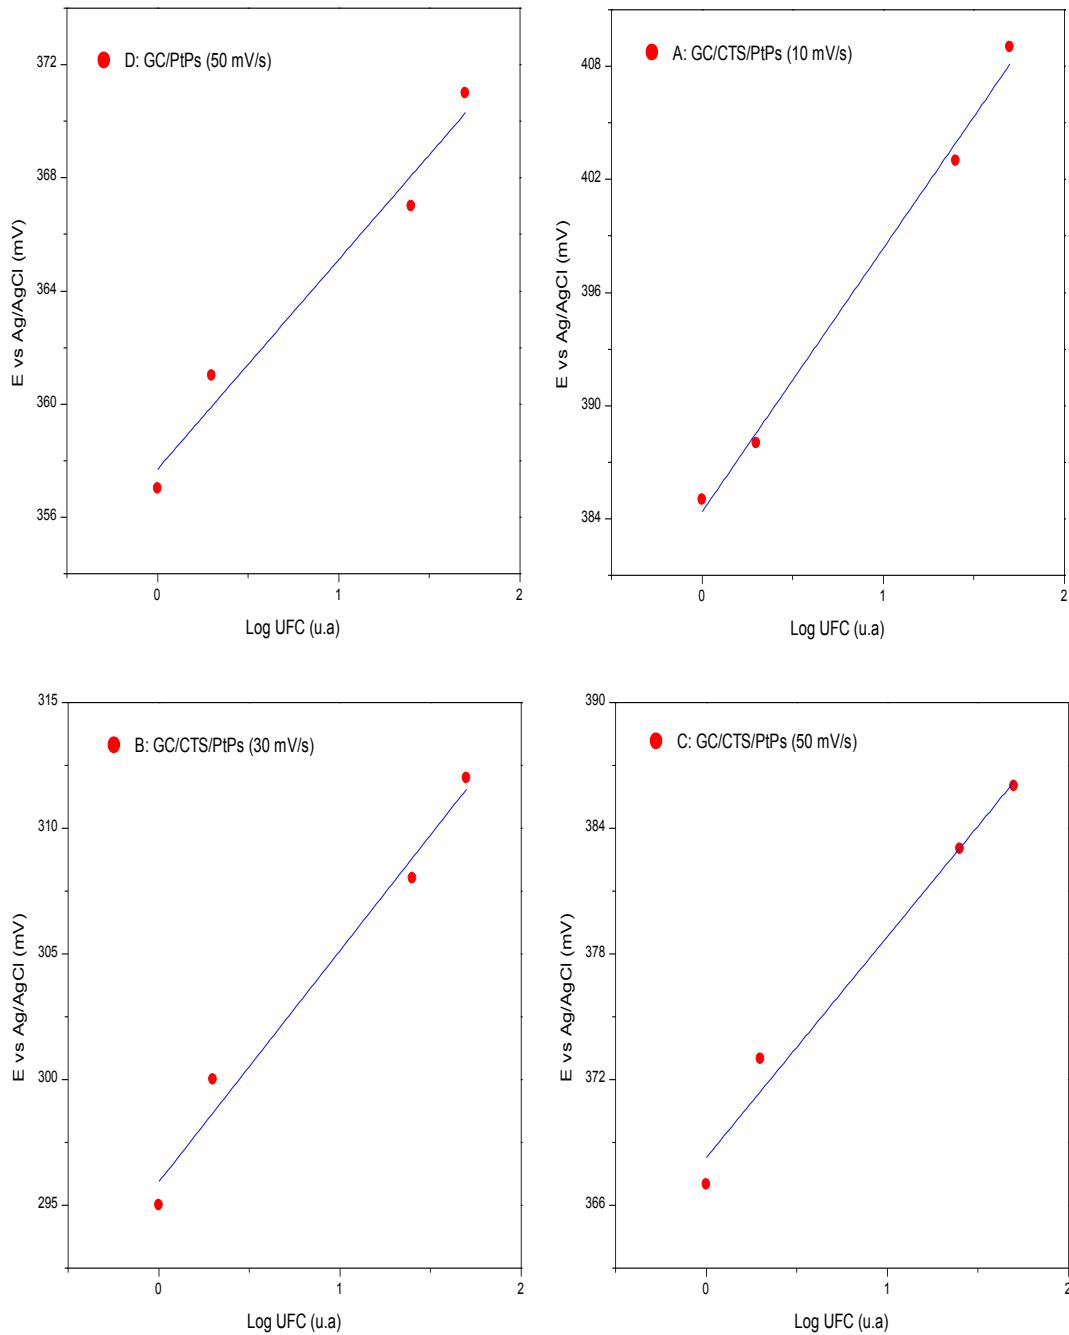 D: GC/PtPs (50 mV/s)
372
368
364
360
356
0
1
2
E vs Ag/AgCl (mV)
Log UFC (u.a)
A: GC/CTS/PtPs (10 mV/s)
408
402
396
390
384
0
1
2
E vs Ag/AgCl (mV)
Log UFC (u.a)
B: GC/CTS/PtPs (30 mV/s)
315
310
305
300
295
0
1
2
E vs Ag/AgCl (mV)
Log UFC (u.a)
C: GC/CTS/PtPs (50 mV/s)
390
384
378
372
366
0
1
2
E vs Ag/AgCl (mV)
Log UFC (u.a)